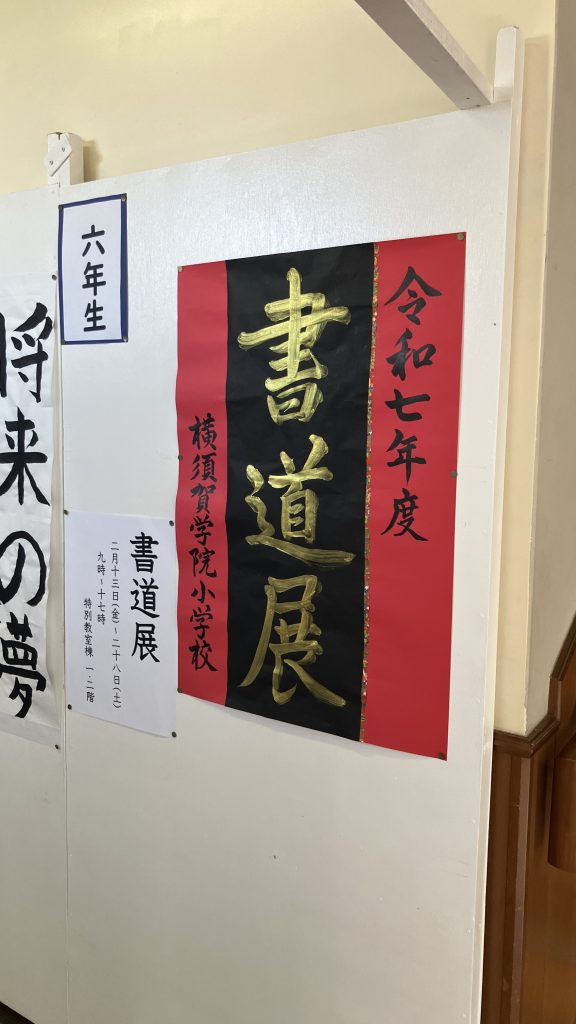 令和七年度
書道展
横須賀学院小学校
六年生
書道展
二月十三日(金)～二十八日(土)
九時～十七時
特別教室棟 一・二階
将来の夢